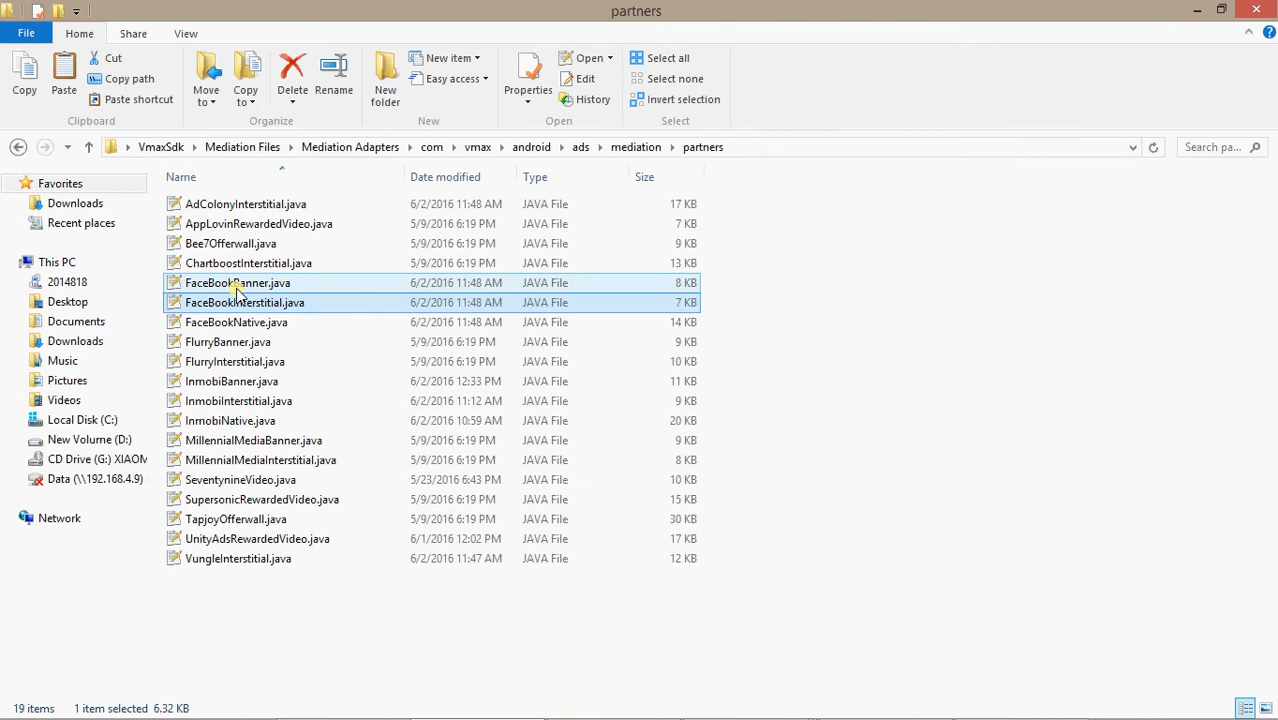 partners
File Home Share View
Copy Paste Cut Copy path Paste shortcut Move to Copy to Delete Rename New folder New item Easy access Properties Open Edit History Select all Select none Invert selection
Clipboard Organize New Open Select
VmaxSdk Mediation Files Mediation Adapters com vmax android ads mediation partners Search pa...
Name Date modified Type Size
Favorites
Downloads
Recent places
This PC
2014818
Desktop
Documents
Downloads
Music
Pictures
Videos
Local Disk (C:)
New Volume (D:)
CD Drive (G:) XIAOM
Data (\\192.168.4.9)
Network
AdColonyInterstitial.java 6/2/2016 11:48 AM JAVA File 17 KB
AppLovinRewardedVideo.java 5/9/2016 6:19 PM JAVA File 7 KB
Bee7Offerwall.java 5/9/2016 6:19 PM JAVA File 9 KB
ChartboostInterstitial.java 5/9/2016 6:19 PM JAVA File 13 KB
FaceBookBanner.java 6/2/2016 11:48 AM JAVA File 8 KB
FaceBookInterstitial.java 6/2/2016 11:48 AM JAVA File 7 KB
FaceBookNative.java 6/2/2016 11:48 AM JAVA File 14 KB
FlurryBanner.java 5/9/2016 6:19 PM JAVA File 9 KB
FlurryInterstitial.java 5/9/2016 6:19 PM JAVA File 10 KB
InmobiBanner.java 6/2/2016 12:33 PM JAVA File 11 KB
InmobiInterstitial.java 6/2/2016 11:12 AM JAVA File 9 KB
InmobiNative.java 6/2/2016 10:59 AM JAVA File 20 KB
MillennialMediaBanner.java 5/9/2016 6:19 PM JAVA File 9 KB
MillennialMediaInterstitial.java 5/9/2016 6:19 PM JAVA File 8 KB
SeventynineVideo.java 5/23/2016 6:43 PM JAVA File 10 KB
SupersonicRewardedVideo.java 5/9/2016 6:19 PM JAVA File 15 KB
TapjoyOfferwall.java 5/9/2016 6:19 PM JAVA File 30 KB
UnityAdsRewardedVideo.java 6/1/2016 12:02 PM JAVA File 17 KB
VungleInterstitial.java 6/2/2016 11:47 AM JAVA File 12 KB
19 items 1 item selected 6.32 KB